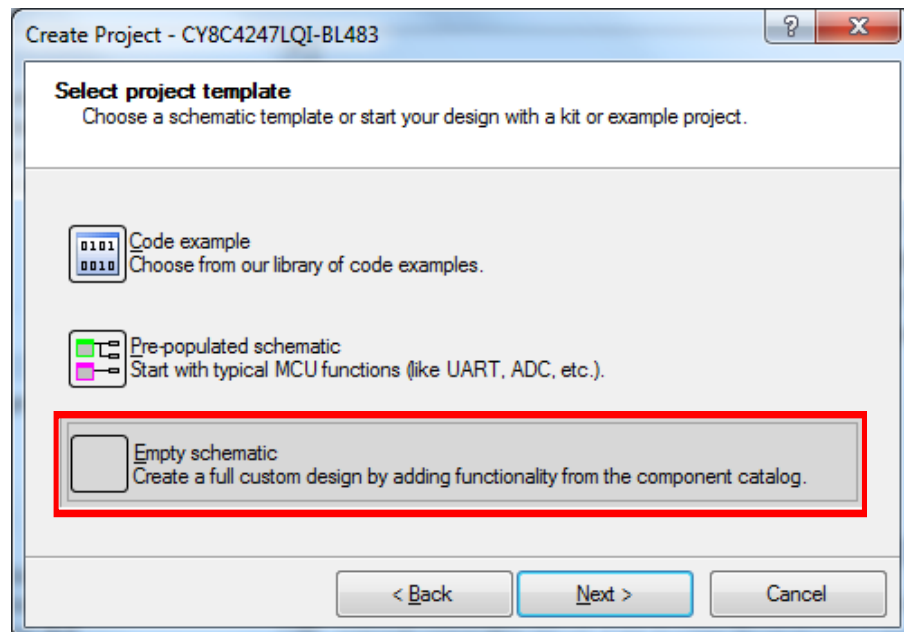 Create Project - CY8C4247LQI-BL483
?
X
Select project template
Choose a schematic template or start your design with a kit or example project.
0101
0010
Code example
Choose from our library of code examples.
Pre-populated schematic
Start with typical MCU functions (like UART, ADC, etc.).
Empty schematic
Create a full custom design by adding functionality from the component catalog.
< Back
Next >
Cancel